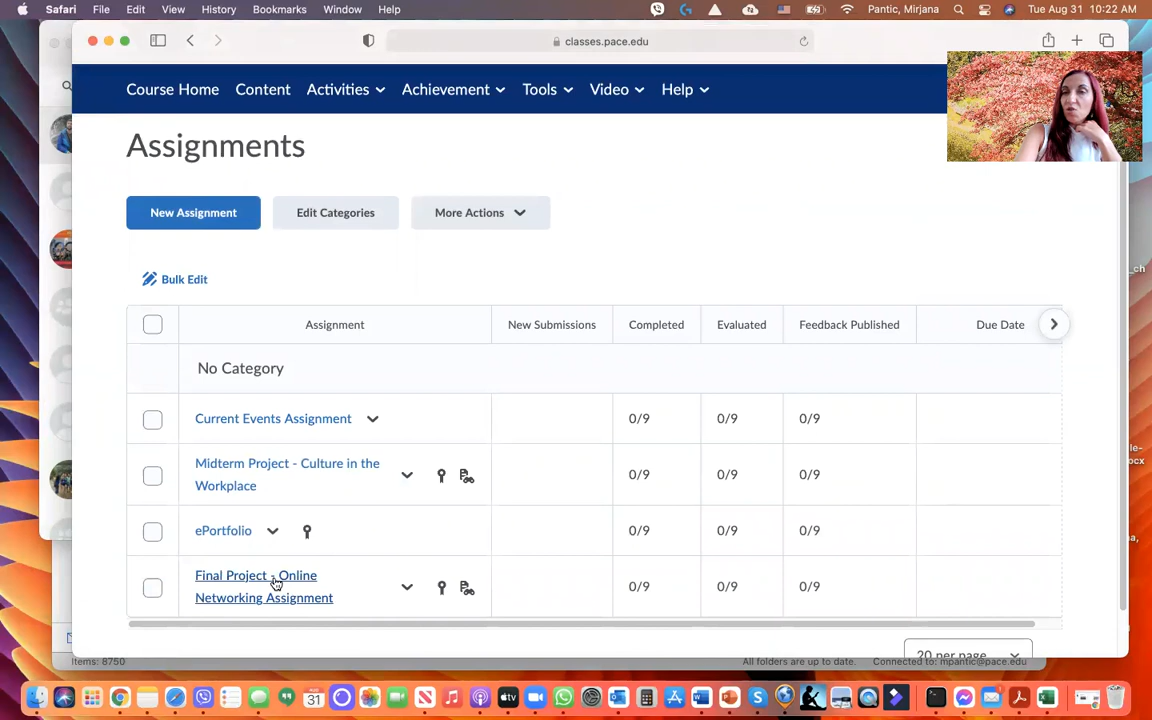 Safari File Edit View History Bookmarks Window Help Pantic, Mirjana Tue Aug 31 10:22 AM
classes.pace.edu
Course Home Content Activities Achievement Tools Video Help
Assignments
New Assignment Edit Categories More Actions
Bulk Edit
Assignment New Submissions Completed Evaluated Feedback Published Due Date
No Category
Current Events Assignment 0/9 0/9 0/9
Midterm Project - Culture in the
Workplace 0/9 0/9 0/9
ePortfolio 0/9 0/9 0/9
Final Project - Online
Networking Assignment 0/9 0/9 0/9
20 per page
Items: 8750 All folders are up to date. Connected to: mpantic@pace.edu
_ch
le-
ocx
a,
AUG
31